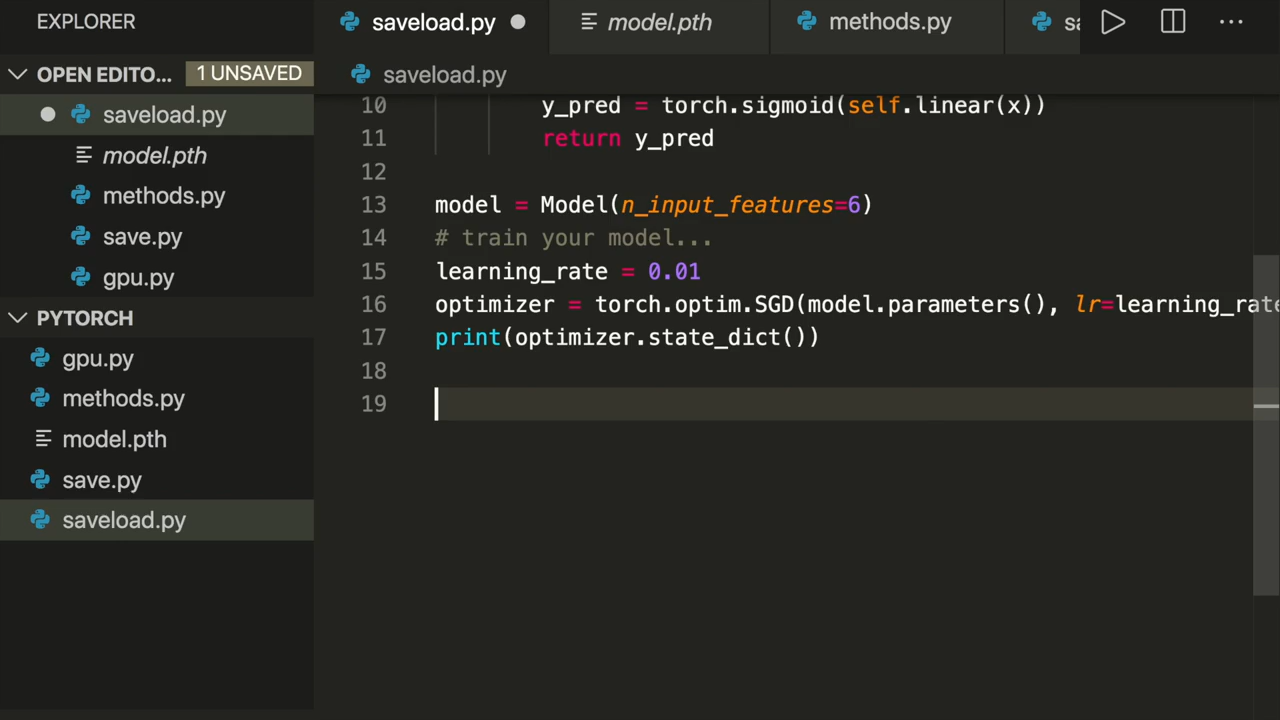 EXPLORER
OPEN EDITO... 1 UNSAVED
saveload.py
model.pth
methods.py
save.py
gpu.py
PYTORCH
gpu.py
methods.py
model.pth
save.py
saveload.py
saveload.py model.pth methods.py sa
saveload.py
10 y_pred = torch.sigmoid(self.linear(x))
11 return y_pred
12
13 model = Model(n_input_features=6)
14 # train your model...
15 learning_rate = 0.01
16 optimizer = torch.optim.SGD(model.parameters(), lr=learning_rate
17 print(optimizer.state_dict())
18
19